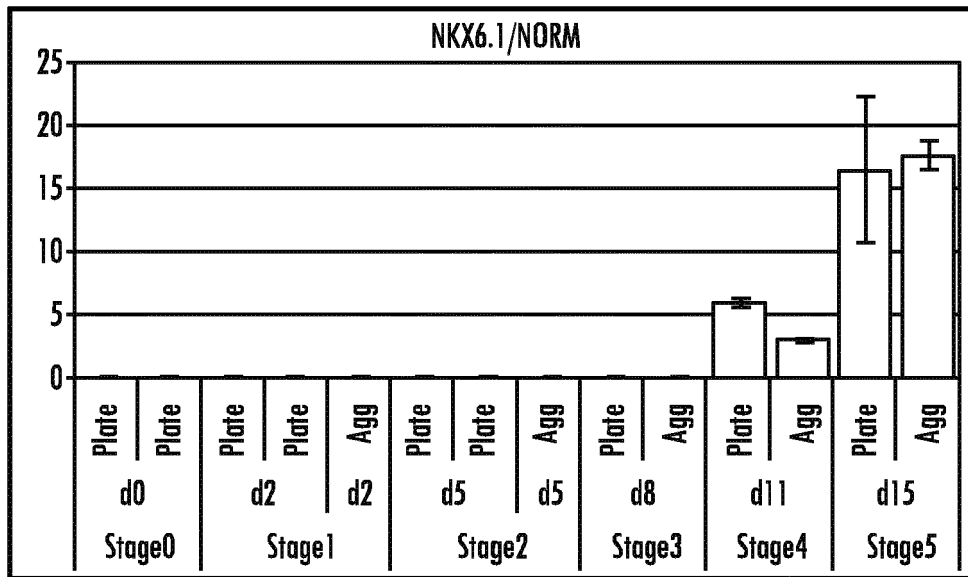 NKX6.1/NORM
25
20
15
10
5
0
Plate Plate Plate Plate Agg Plate Plate Agg Plate Agg Plate Agg Plate Agg
d0 d2 d2 d5 d5 d8 d11 d15
Stage0 Stage1 Stage2 Stage3 Stage4 Stage5